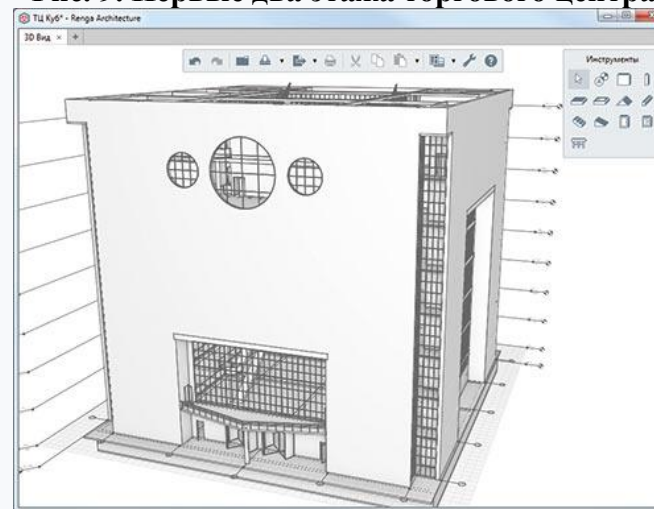 Рис. 9. Первые два этажа торгового центра
ТЦ Куб* - Renga Architecture
3D Вид
Инструменты